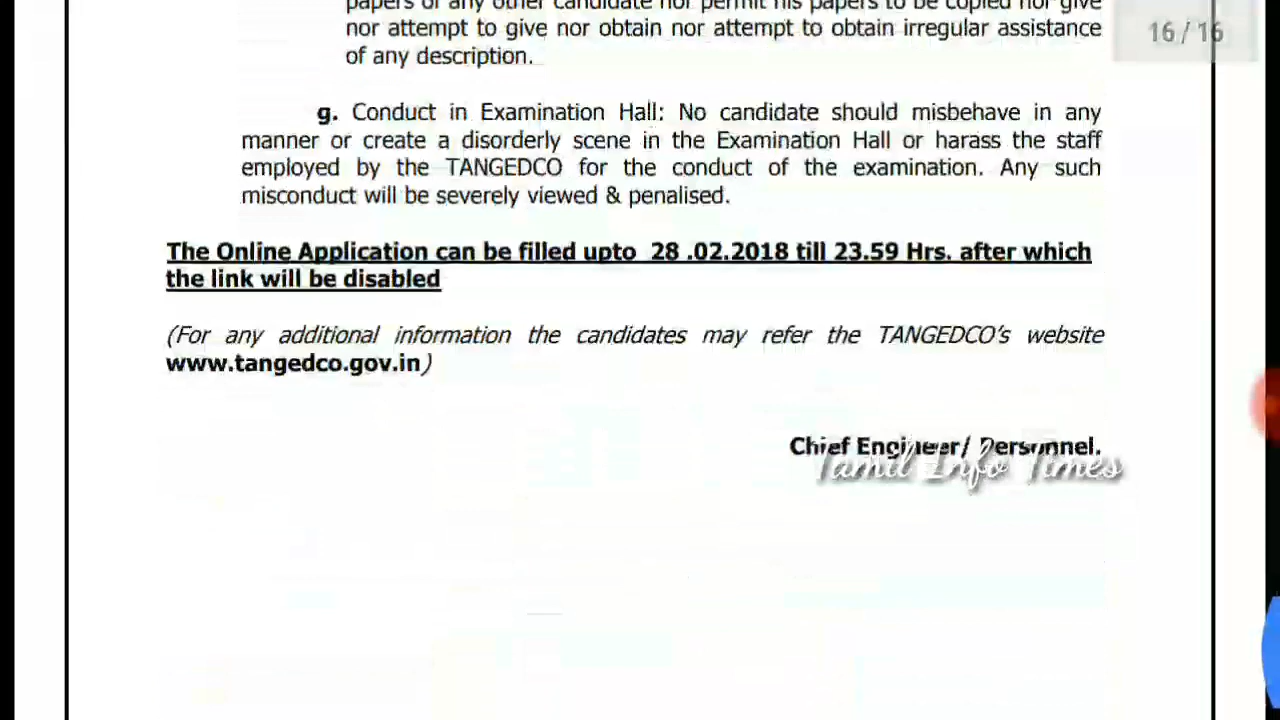 papers of any other candidate nor permit his papers to be copied nor give
nor attempt to give nor obtain nor attempt to obtain irregular assistance
of any description.
16 / 16
g. Conduct in Examination Hall: No candidate should misbehave in any
manner or create a disorderly scene in the Examination Hall or harass the staff
employed by the TANGEDCO for the conduct of the examination. Any such
misconduct will be severely viewed & penalised.
The Online Application can be filled upto 28 .02.2018 till 23.59 Hrs. after which
the link will be disabled
(For any additional information the candidates may refer the TANGEDCO's website
www.tangedco.gov.in)
Chief Engineer/ Personnel.
Tamil Info Times